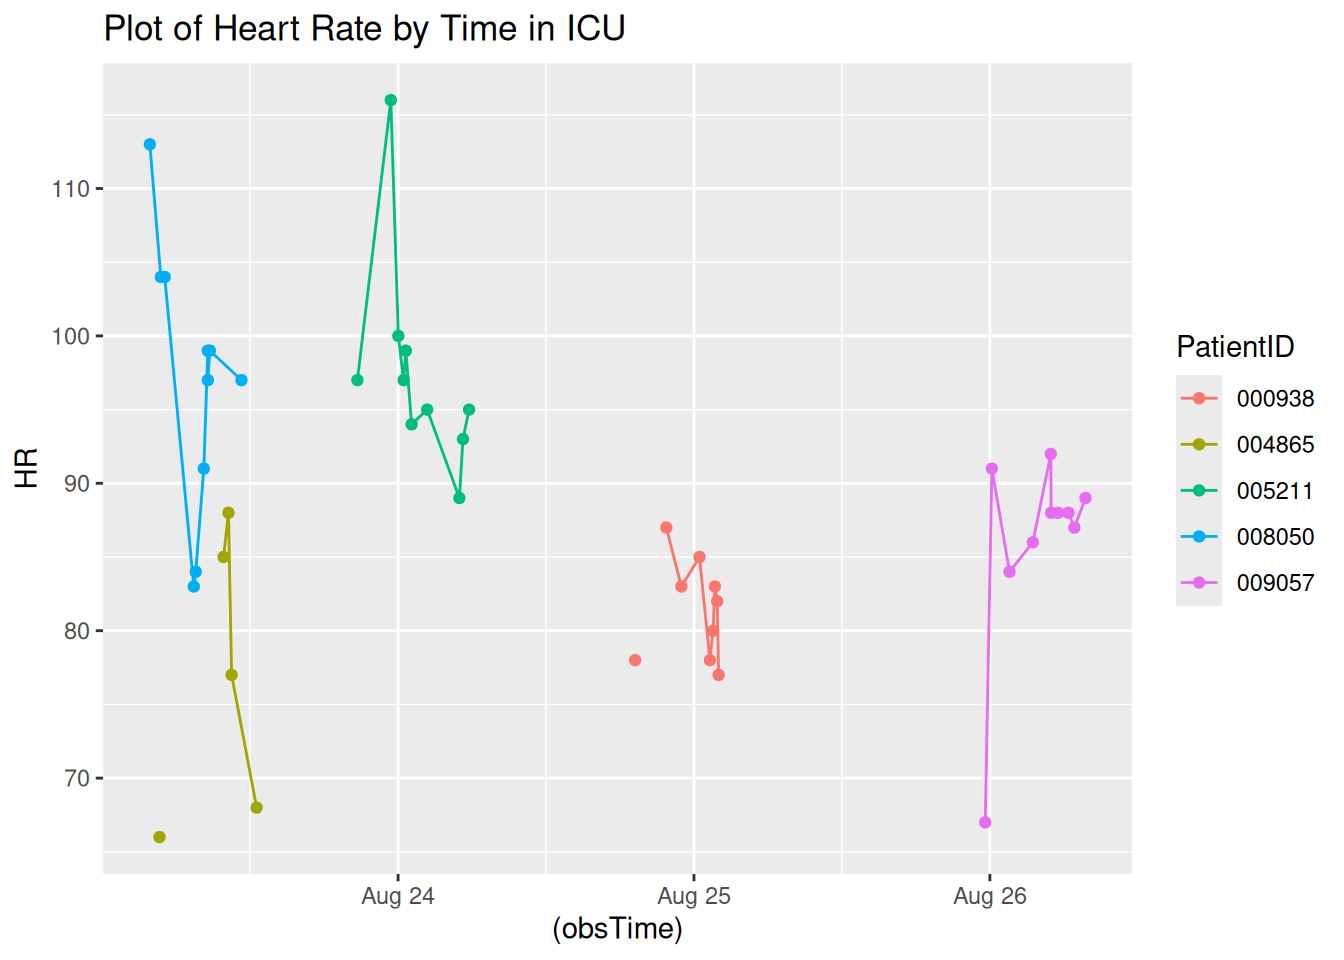 Plot of Heart Rate by Time in ICU
HR
110
100
90
80
70
Aug 24
Aug 25
Aug 26
(obsTime)
PatientID
000938
004865
005211
008050
009057